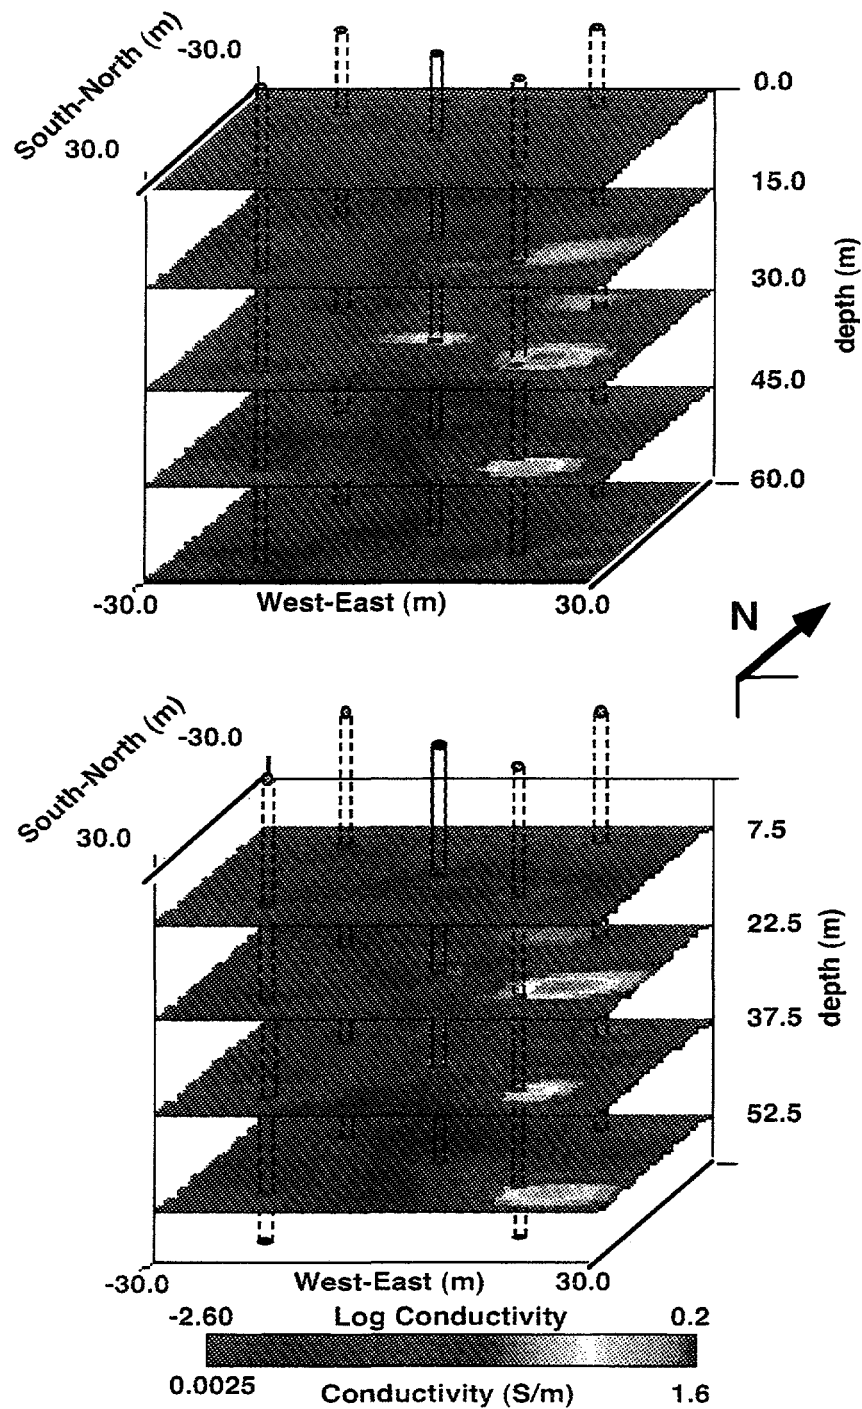 South-North (m)
-30.0
30.0
0.0
15.0
30.0
45.0
60.0
depth (m)
-30.0 West-East (m) 30.0
N
South-North (m)
-30.0
30.0
7.5
22.5
37.5
52.5
depth (m)
-30.0 West-East (m) 30.0
-2.60 Log Conductivity 0.2
0.0025 Conductivity (S/m) 1.6